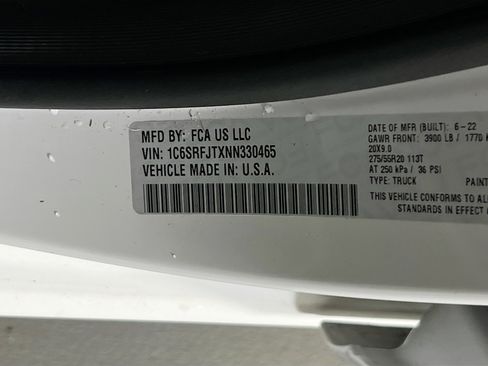 MFD BY: FCA US LLC
VIN: 1C6SRFJTXNN330465
VEHICLE MADE IN: U.S.A.
DATE OF MFR (BUILT): 6-22
GAWR FRONT: 3900 LB / 1770 K
20X9.0
275/55R20 113T
AT 250 kPa / 36 PSI
TYPE: TRUCK PAINT
THIS VEHICLE CONFORMS TO AL
STANDARDS IN EFFECT